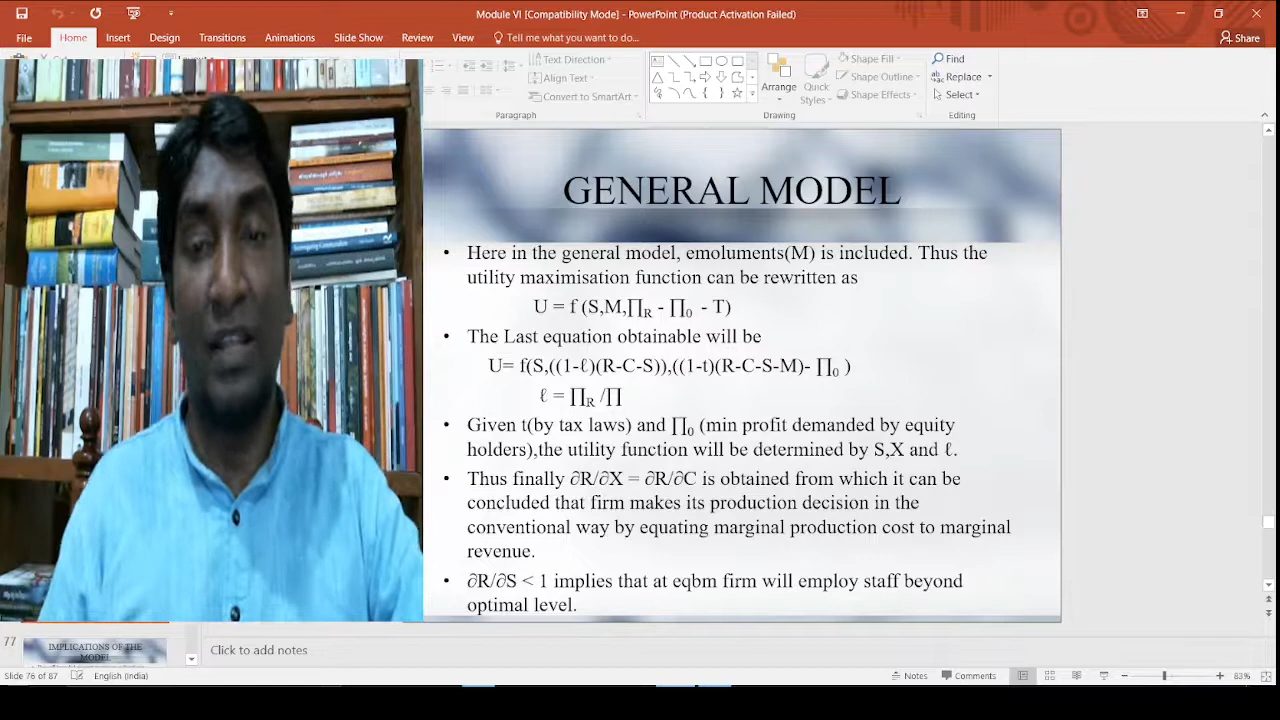 Module VI [Compatibility Mode] - PowerPoint (Product Activation Failed)
File Home Insert Design Transitions Animations Slide Show Review View Tell me what you want to do... Share
Text Direction
Align Text
Convert to SmartArt
Paragraph
Arrange
Quick
Styles
Shape Fill
Shape Outline
Shape Effects
Drawing
Find
Replace
Select
Editing
GENERAL MODEL
• Here in the general model, emoluments(M) is included. Thus the
utility maximisation function can be rewritten as
U = f (S,M,∏R - ∏0 - T)
• The Last equation obtainable will be
U= f(S,((1-ℓ)(R-C-S)),((1-t)(R-C-S-M)- ∏0 )
ℓ = ∏R /∏
• Given t(by tax laws) and ∏0 (min profit demanded by equity
holders),the utility function will be determined by S,X and ℓ.
• Thus finally ∂R/∂X = ∂R/∂C is obtained from which it can be
concluded that firm makes its production decision in the
conventional way by equating marginal production cost to marginal
revenue.
• ∂R/∂S < 1 implies that at eqbm firm will employ staff beyond
optimal level.
77
IMPLICATIONS OF THE
MODEL
Click to add notes
Slide 76 of 87 English (India) Notes Comments 83%